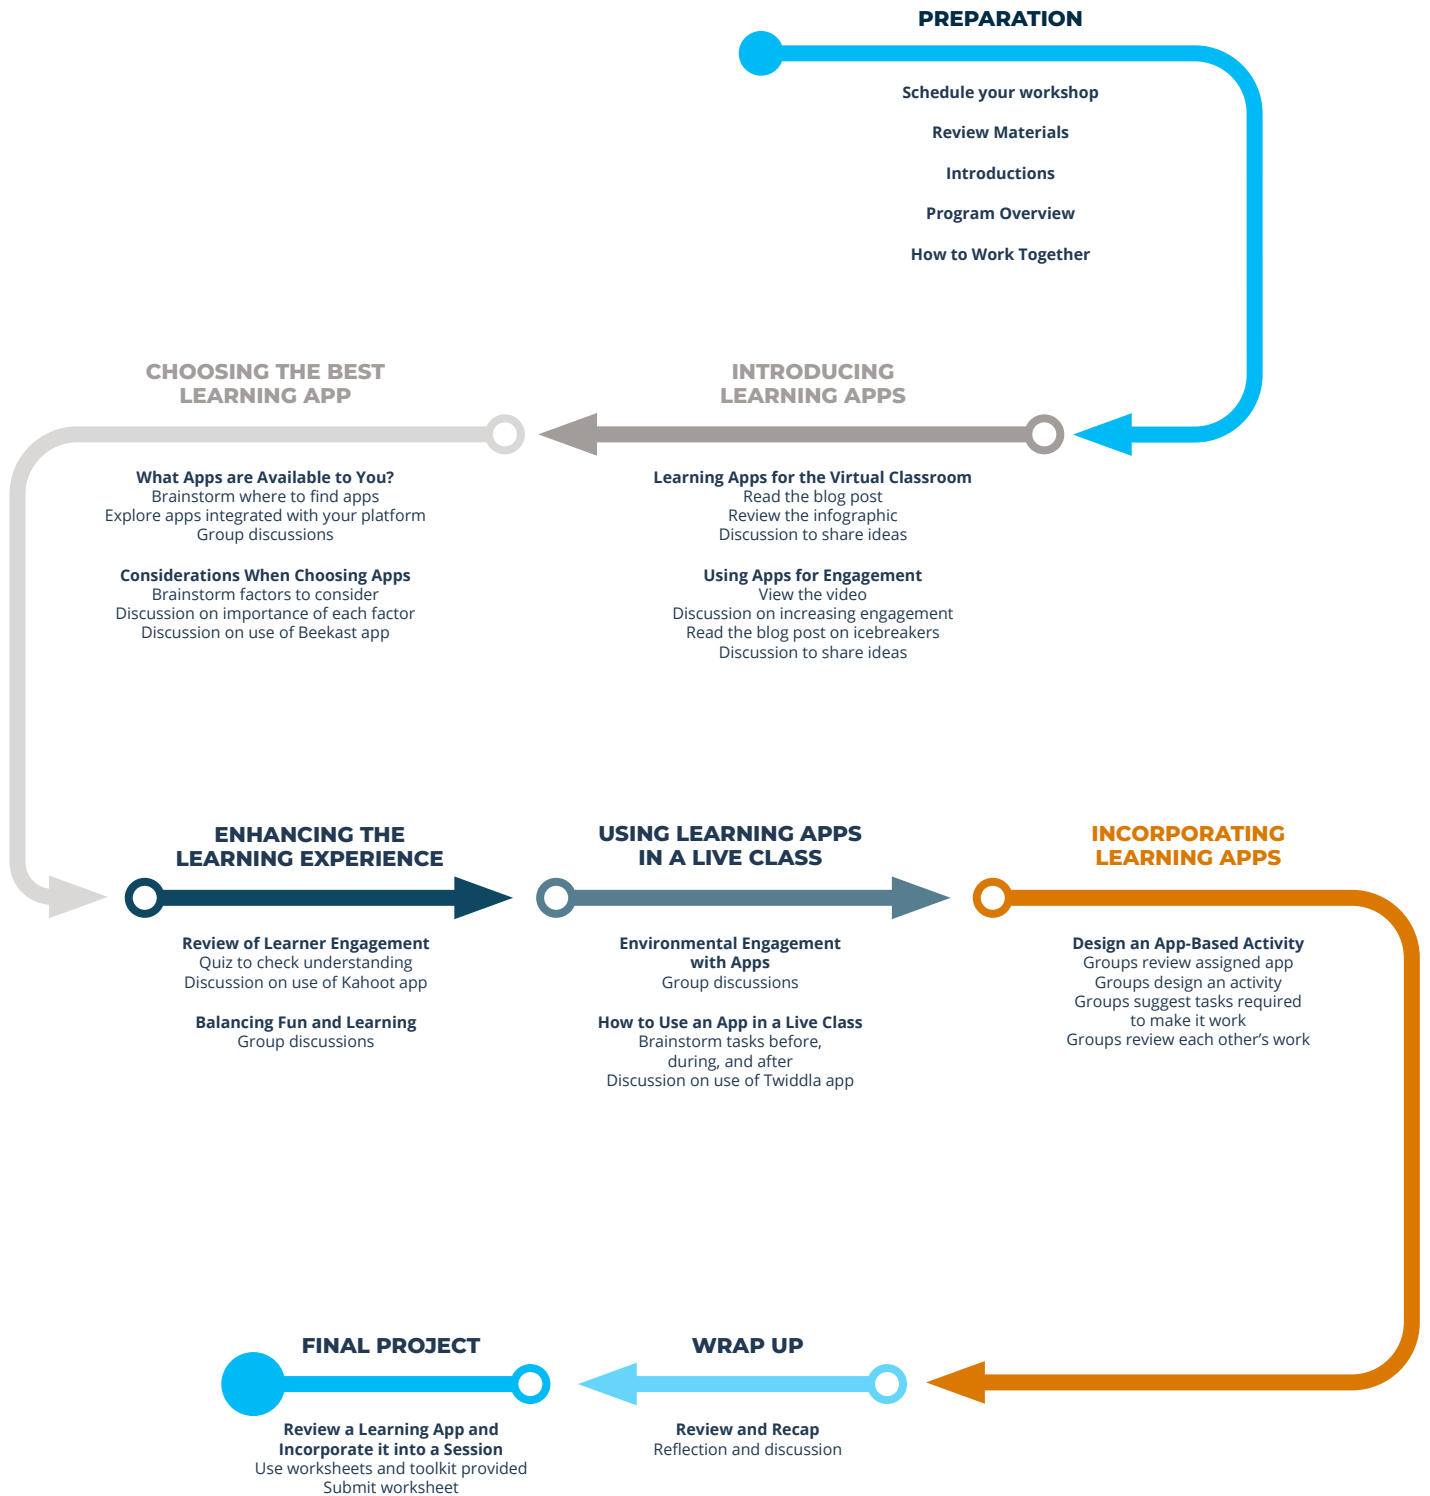 PREPARATION
Schedule your workshop
Review Materials
Introductions
Program Overview
How to Work Together
INTRODUCING
LEARNING APPS
Learning Apps for the Virtual Classroom
Read the blog post
Review the infographic
Discussion to share ideas
Using Apps for Engagement
View the video
Discussion on increasing engagement
Read the blog post on icebreakers
Discussion to share ideas
CHOOSING THE BEST
LEARNING APP
What Apps are Available to You?
Brainstorm where to find apps
Explore apps integrated with your platform
Group discussions
Considerations When Choosing Apps
Brainstorm factors to consider
Discussion on importance of each factor
Discussion on use of Beekast app
ENHANCING THE
LEARNING EXPERIENCE
Review of Learner Engagement
Quiz to check understanding
Discussion on use of Kahoot app
Balancing Fun and Learning
Group discussions
USING LEARNING APPS
IN A LIVE CLASS
Environmental Engagement
with Apps
Group discussions
How to Use an App in a Live Class
Brainstorm tasks before,
during, and after
Discussion on use of Twiddla app
INCORPORATING
LEARNING APPS
Design an App-Based Activity
Groups review assigned app
Groups design an activity
Groups suggest tasks required
to make it work
Groups review each other’s work
WRAP UP
Review and Recap
Reflection and discussion
FINAL PROJECT
Review a Learning App and
Incorporate it into a Session
Use worksheets and toolkit provided
Submit worksheet